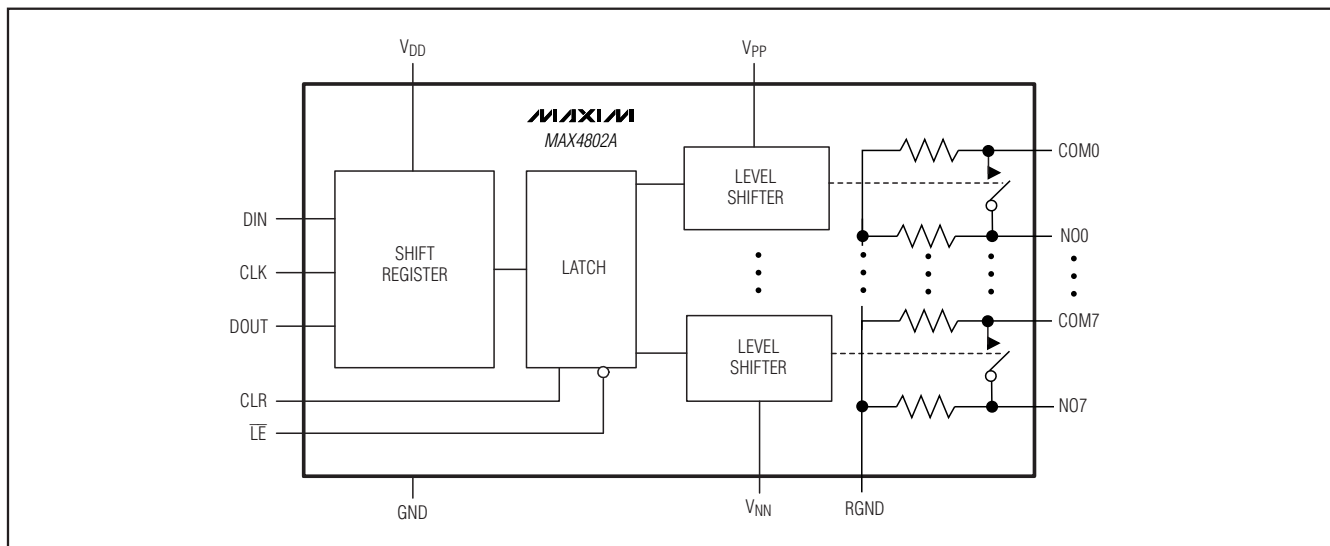 VDD
VPP
MAXIM
MAX4802A
SHIFT
REGISTER
LATCH
LEVEL
SHIFTER
LEVEL
SHIFTER
DIN
CLK
DOUT
CLR
LE
COM0
NO0
COM7
NO7
GND
VNN
RGND